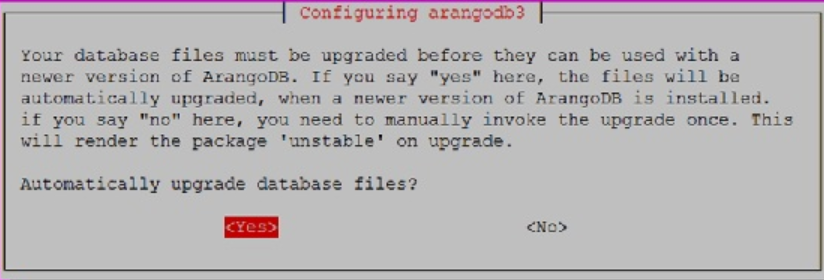 Configuring arangodb3
Your database files must be upgraded before they can be used with a
newer version of ArangoDB. If you say "yes" here, the files will be
automatically upgraded, when a newer version of ArangoDB is installed.
if you say "no" here, you need to manually invoke the upgrade once. This
will render the package 'unstable' on upgrade.
Automatically upgrade database files?
<Yes> <No>